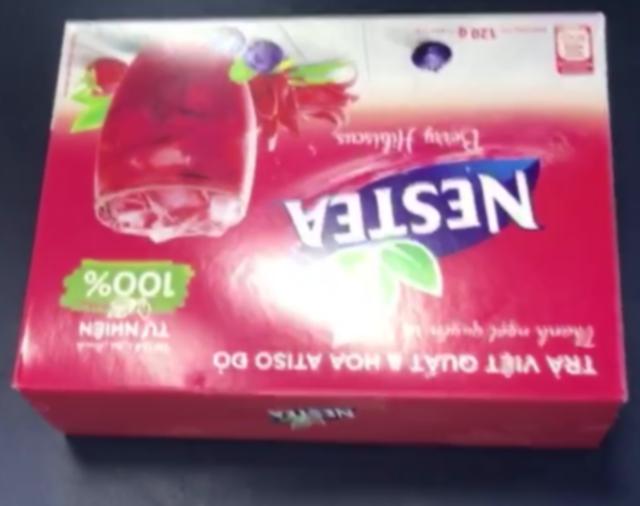 TRÀ VIỆT QUẤT & HOA ATISO ĐỎ
Thanh ngọt quyến rũ
TỰ NHIÊN
100%
NESTEA
Berry Hibiscus
120 g
NESTEA